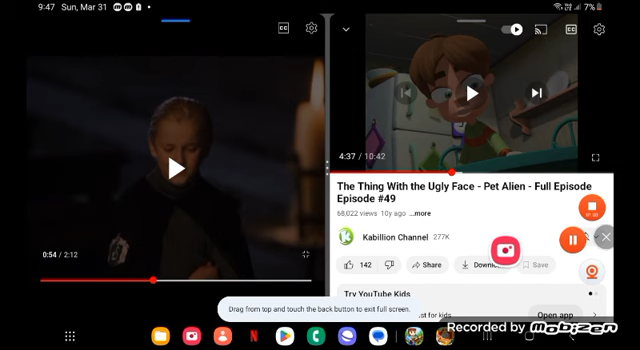 9:47 Sun, Mar 31
7%
CC
CC
0:54 / 2:12
4:37 / 10:42
The Thing With the Ugly Face - Pet Alien - Full Episode
Episode #49
68,022 views 10y ago ...more
Kabillion Channel 277K
142
Share
Save
Try YouTube Kids
Open app
Drag from top and touch the back button to exit full screen.
Recorded by mobizen